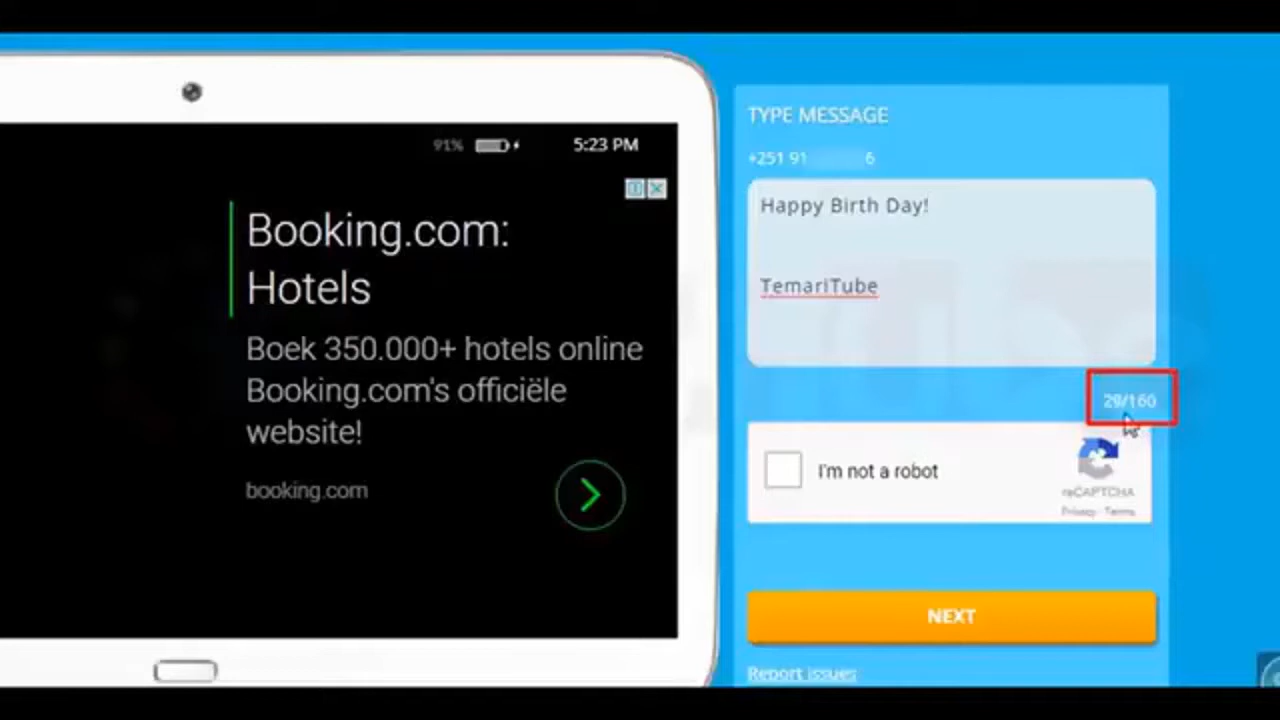 91%
5:23 PM
Booking.com:
Hotels
Boek 350.000+ hotels online
Booking.com's officiële
website!
booking.com
TYPE MESSAGE
+251 91 6
Happy Birth Day!
TemariTube
29/160
I'm not a robot
reCAPTCHA
Privacy - Terms
NEXT
Report issues